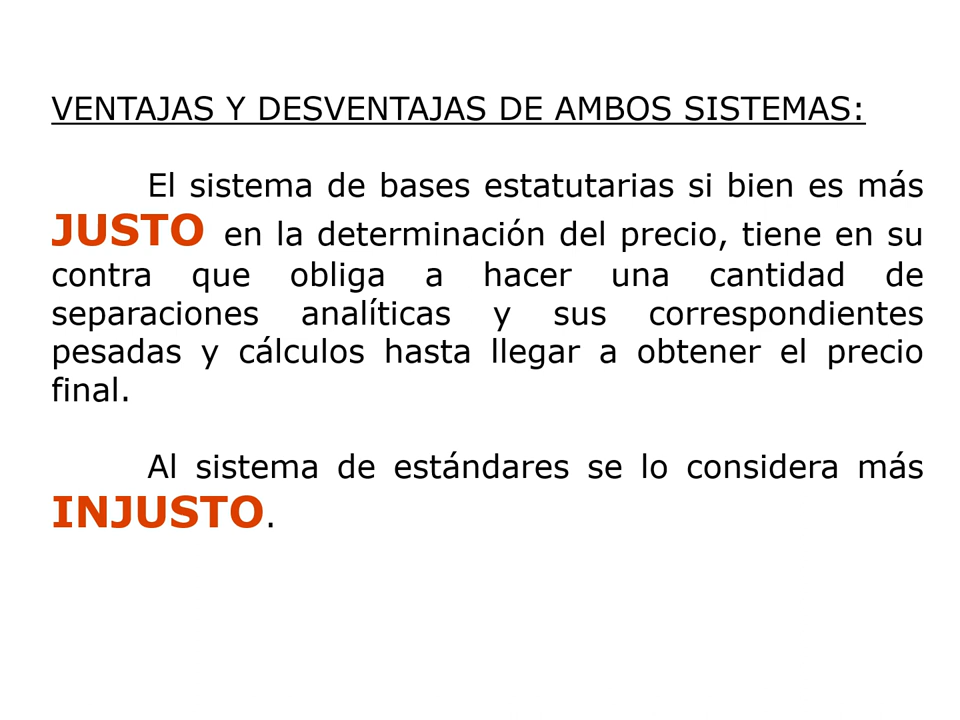 VENTAJAS Y DESVENTAJAS DE AMBOS SISTEMAS:
El sistema de bases estatutarias si bien es más
JUSTO en la determinación del precio, tiene en su
contra que obliga a hacer una cantidad de
separaciones analíticas y sus correspondientes
pesadas y cálculos hasta llegar a obtener el precio
final.
Al sistema de estándares se lo considera más
INJUSTO.